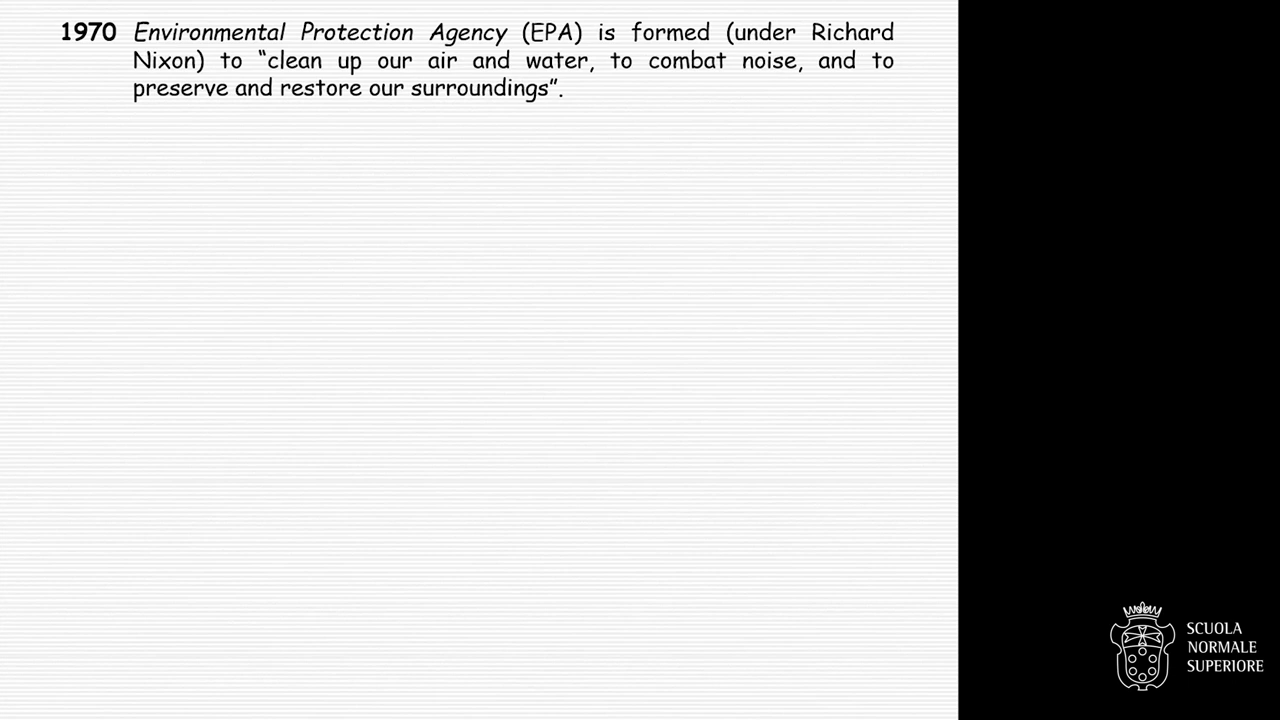 1970 Environmental Protection Agency (EPA) is formed (under Richard
Nixon) to “clean up our air and water, to combat noise, and to
preserve and restore our surroundings”.
SCUOLA
NORMALE
SUPERIORE